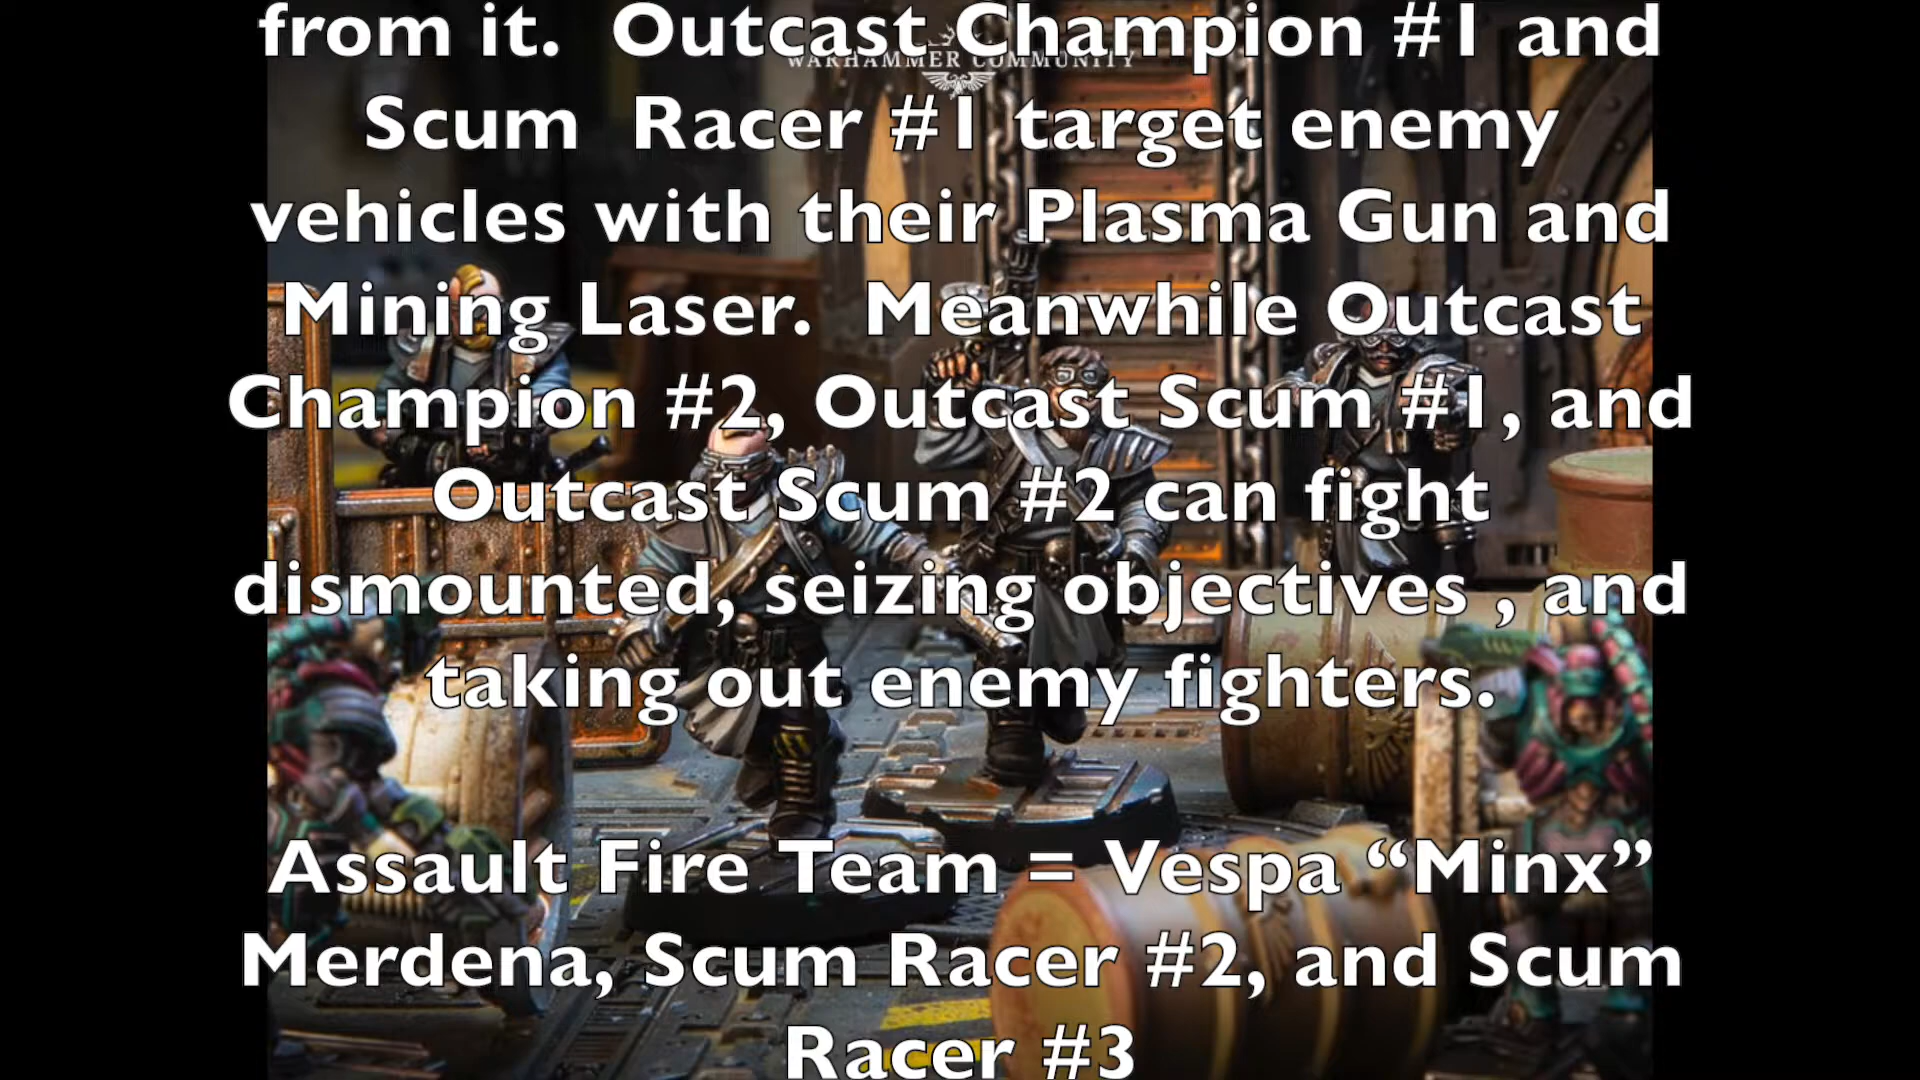 from it. Outcast Champion #1 and
WARHAMMER COMMUNITY
Scum Racer #1 target enemy
vehicles with their Plasma Gun and
Mining Laser. Meanwhile Outcast
Champion #2, Outcast Scum #1, and
Outcast Scum #2 can fight
dismounted, seizing objectives , and
taking out enemy fighters.
Assault Fire Team = Vespa “Minx”
Merdena, Scum Racer #2, and Scum
Racer #3